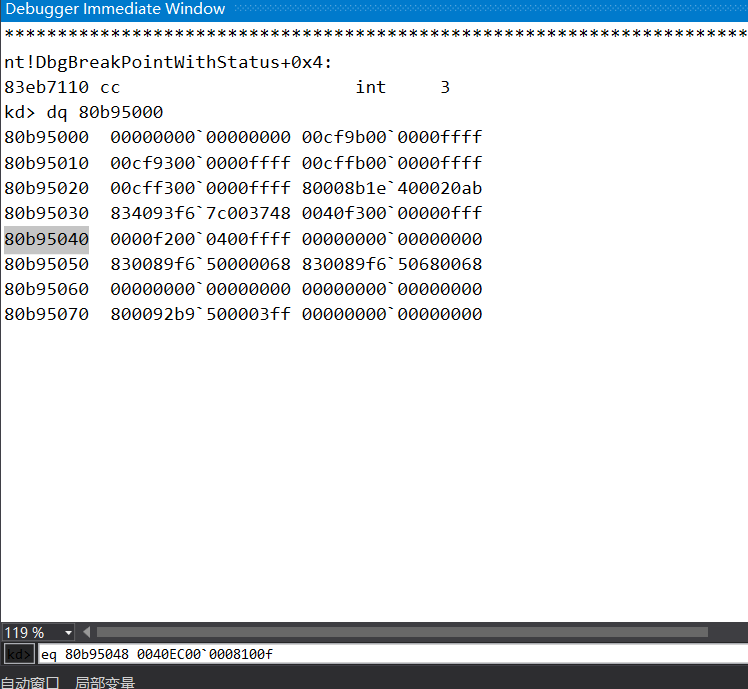 Debugger Immediate Window
************************************************************************
nt!DbgBreakPointWithStatus+0x4:
83eb7110 cc                      int     3
kd> dq 80b95000
80b95000  00000000`00000000 00cf9b00`0000ffff
80b95010  00cf9300`0000ffff 00cffb00`0000ffff
80b95020  00cff300`0000ffff 80008b1e`400020ab
80b95030  834093f6`7c003748 0040f300`00000fff
80b95040  0000f200`0400ffff 00000000`00000000
80b95050  830089f6`50000068 830089f6`50680068
80b95060  00000000`00000000 00000000`00000000
80b95070  800092b9`500003ff 00000000`00000000
119 %
kd> eq 80b95048 0040EC00`0008100f
自动窗口 局部变量